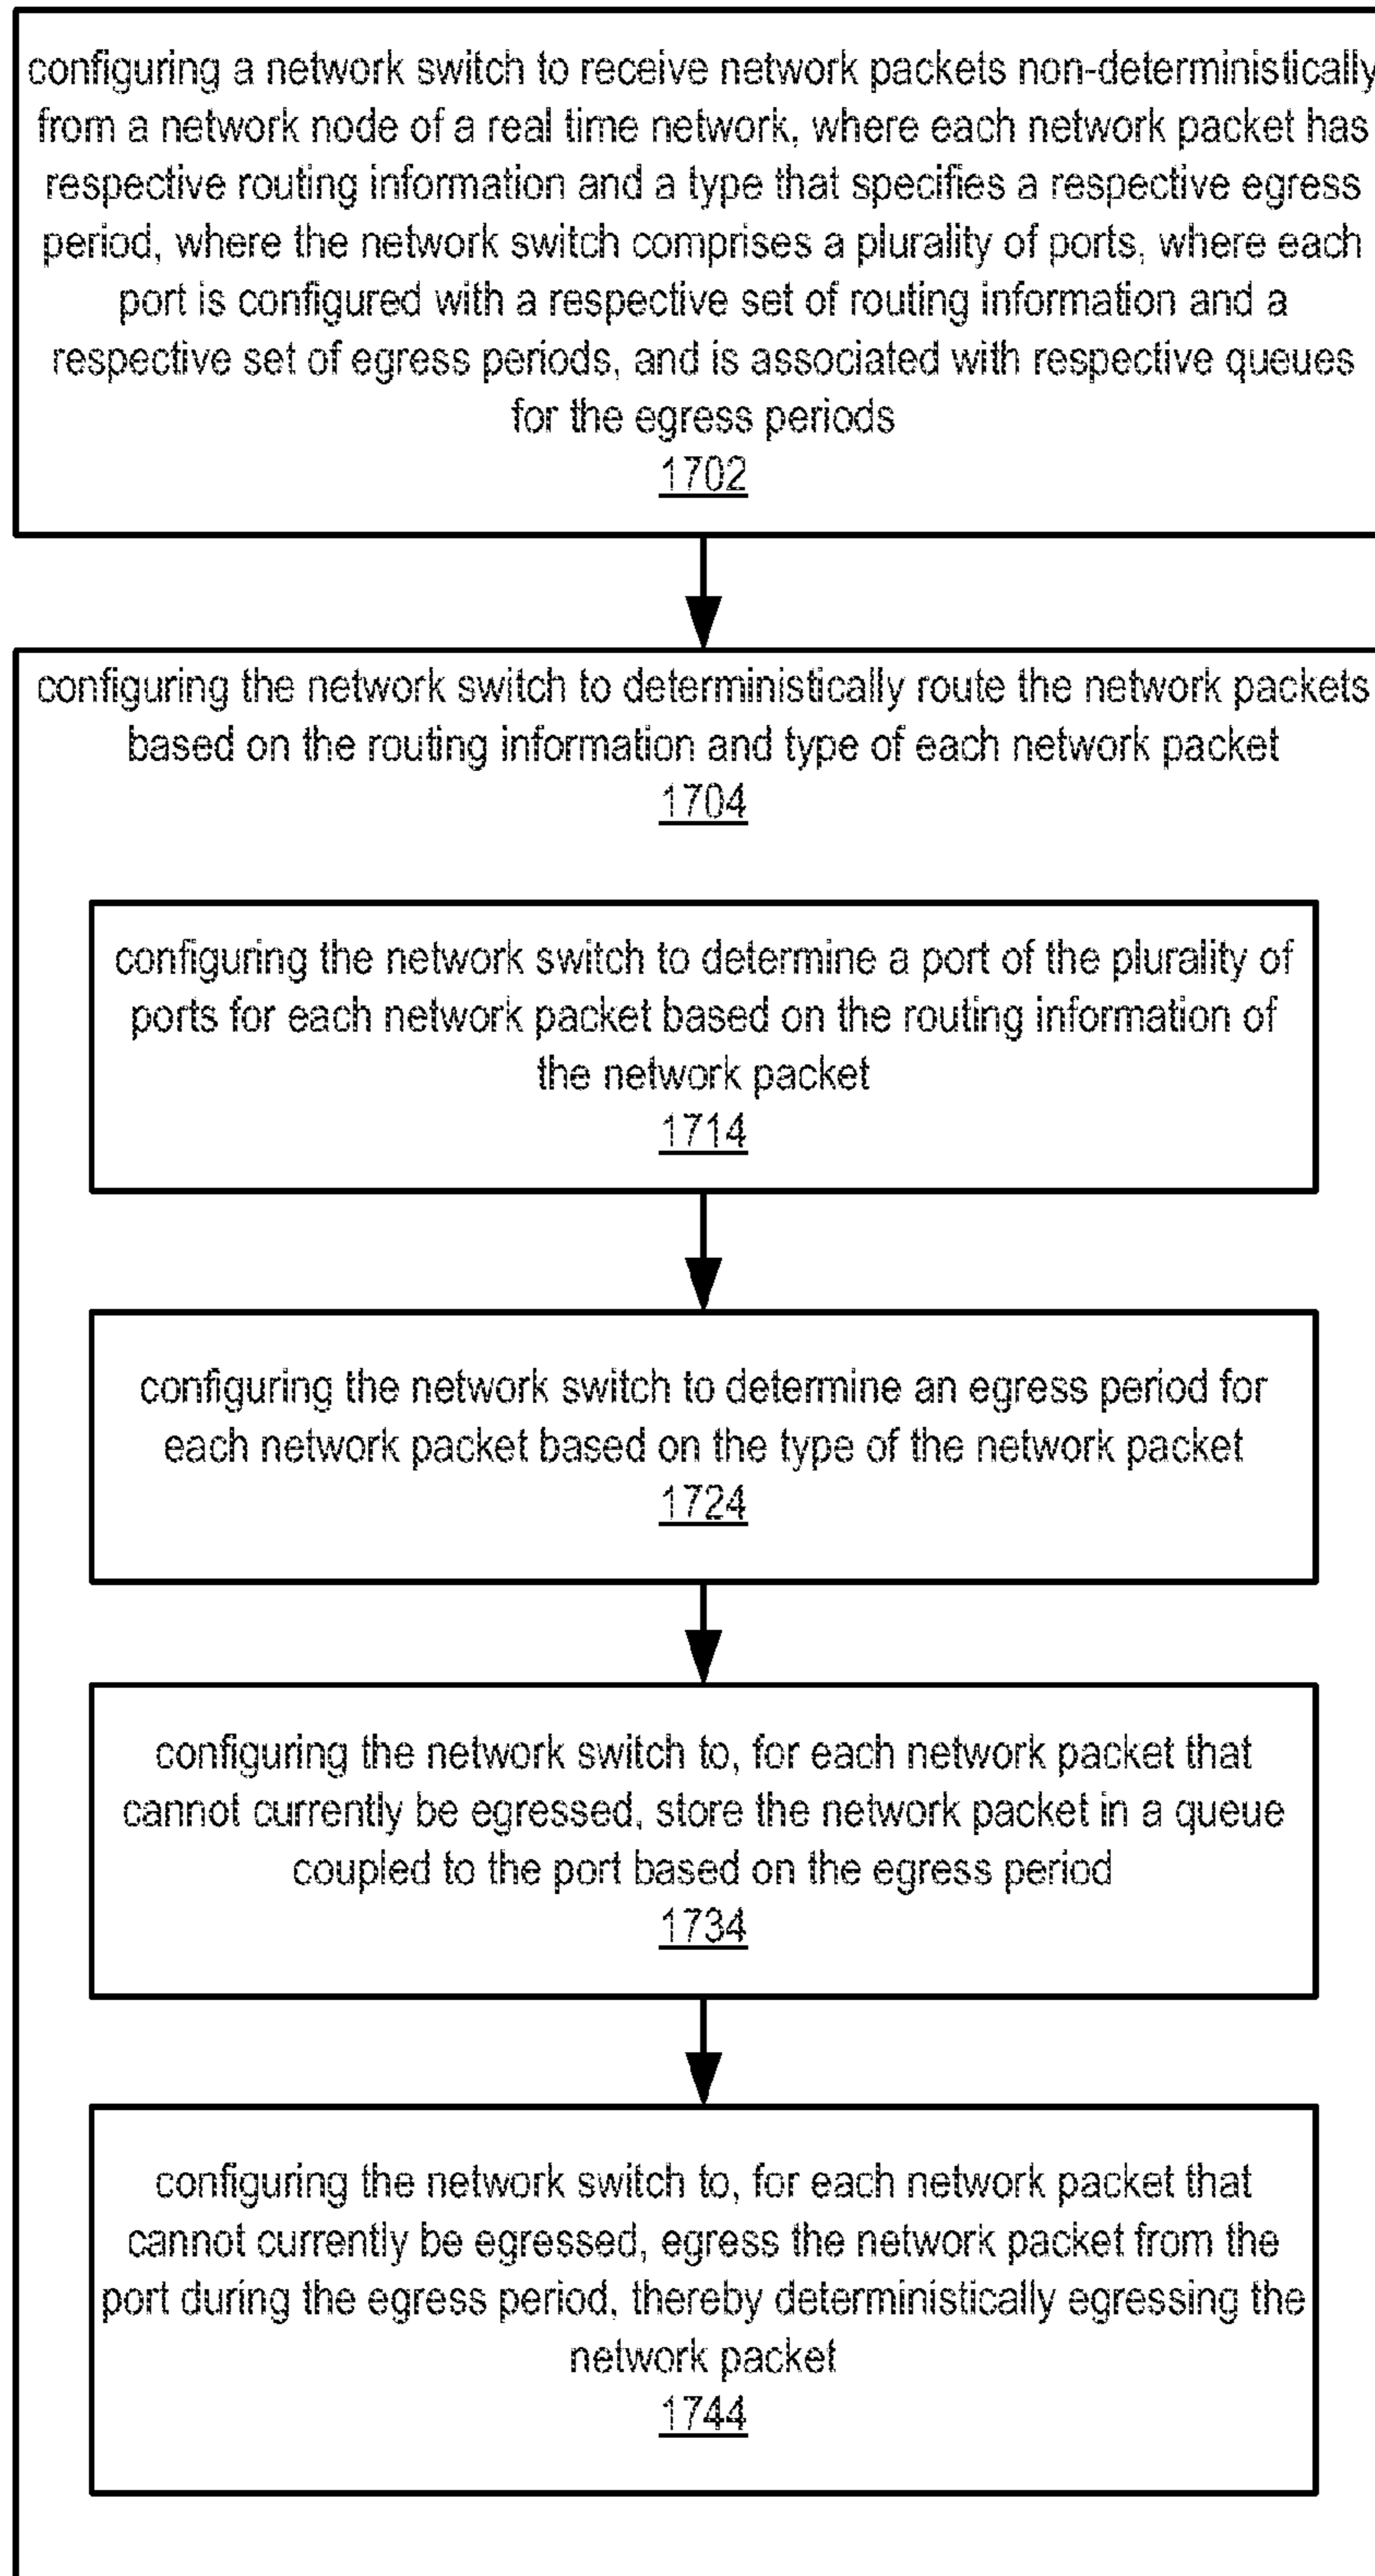 configuring a network switch to receive network packets non-deterministically
from a network node of a real time network, where each network packet has
respective routing information and a type that specifies a respective egress
period, where the network switch comprises a plurality of ports, where each
port is configured with a respective set of routing information and a
respective set of egress periods, and is associated with respective queues
for the egress periods
1702
configuring the network switch to deterministically route the network packets
based on the routing information and type of each network packet
1704
configuring the network switch to determine a port of the plurality of
ports for each network packet based on the routing information of
the network packet
1714
configuring the network switch to determine an egress period for
each network packet based on the type of the network packet
1724
configuring the network switch to, for each network packet that
cannot currently be egressed, store the network packet in a queue
coupled to the port based on the egress period
1734
configuring the network switch to, for each network packet that
cannot currently be egressed, egress the network packet from the
port during the egress period, thereby deterministically egressing the
network packet
1744